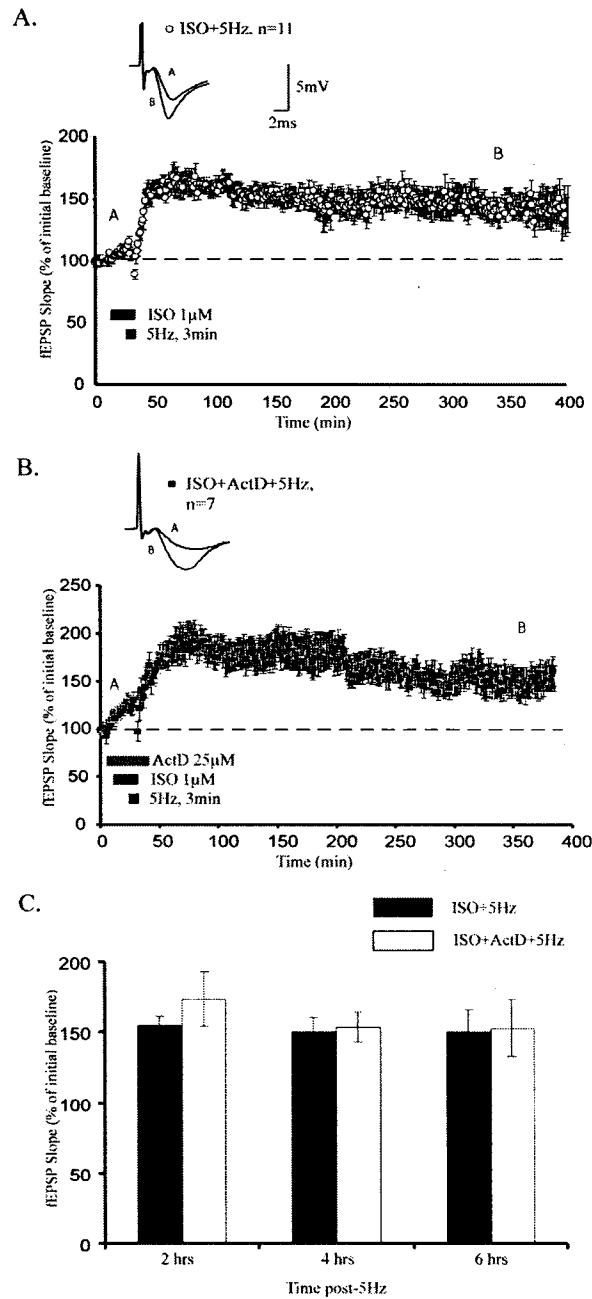 A.
ISO+5Hz, n=11
A
B
5mV
2ms
fEPSP Slope (% of initial baseline)
200
150
100
50
0
A
B
ISO 1µM
5Hz, 3min
0
50
100
150
200
250
300
350
400
Time (min)
B.
ISO+ActD+5Hz,
n=7
A
B
fEPSP Slope (% of initial baseline)
250
200
150
100
50
0
A
B
ActD 25µM
ISO 1µM
5Hz, 3min
0
50
100
150
200
250
300
350
400
Time (min)
C.
ISO+5Hz
ISO+ActD+5Hz
fEPSP Slope (% of initial baseline)
200
150
100
50
0
2 hrs
4 hrs
6 hrs
Time post-5Hz